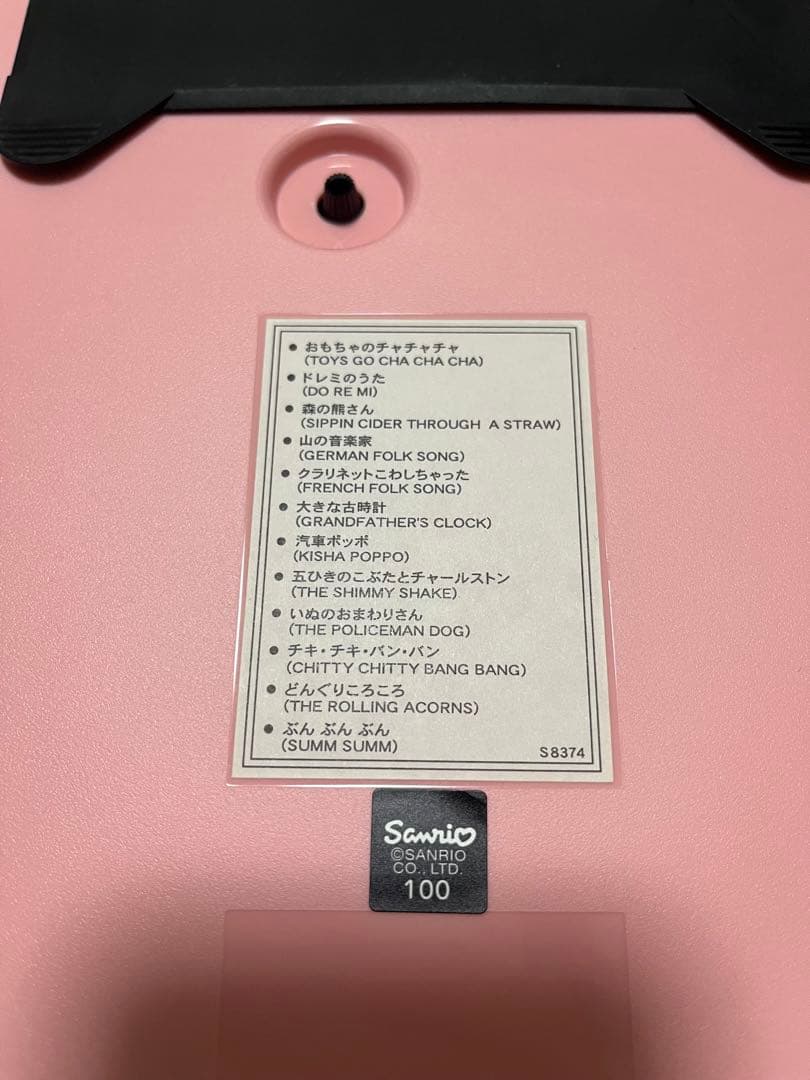 ● おもちゃのチャチャチャ
(TOYS GO CHA CHA CHA)
● ドレミのうた
(DO RE MI)
● 森の熊さん
(SIPPIN CIDER THROUGH A STRAW)
● 山の音楽家
(GERMAN FOLK SONG)
● クラリネットこわしちゃった
(FRENCH FOLK SONG)
● 大きな古時計
(GRANDFATHER'S CLOCK)
● 汽車ポッポ
(KISHA POPPO)
● 五ひきのこぶたとチャールストン
(THE SHIMMY SHAKE)
● いぬのおまわりさん
(THE POLICEMAN DOG)
● チキ・チキ・バン・バン
(CHITTY CHITTY BANG BANG)
● どんぐりころころ
(THE ROLLING ACORNS)
● ぶん ぶん ぶん
(SUMM SUMM)
S8374
Sanrio
©SANRIO
CO., LTD.
100